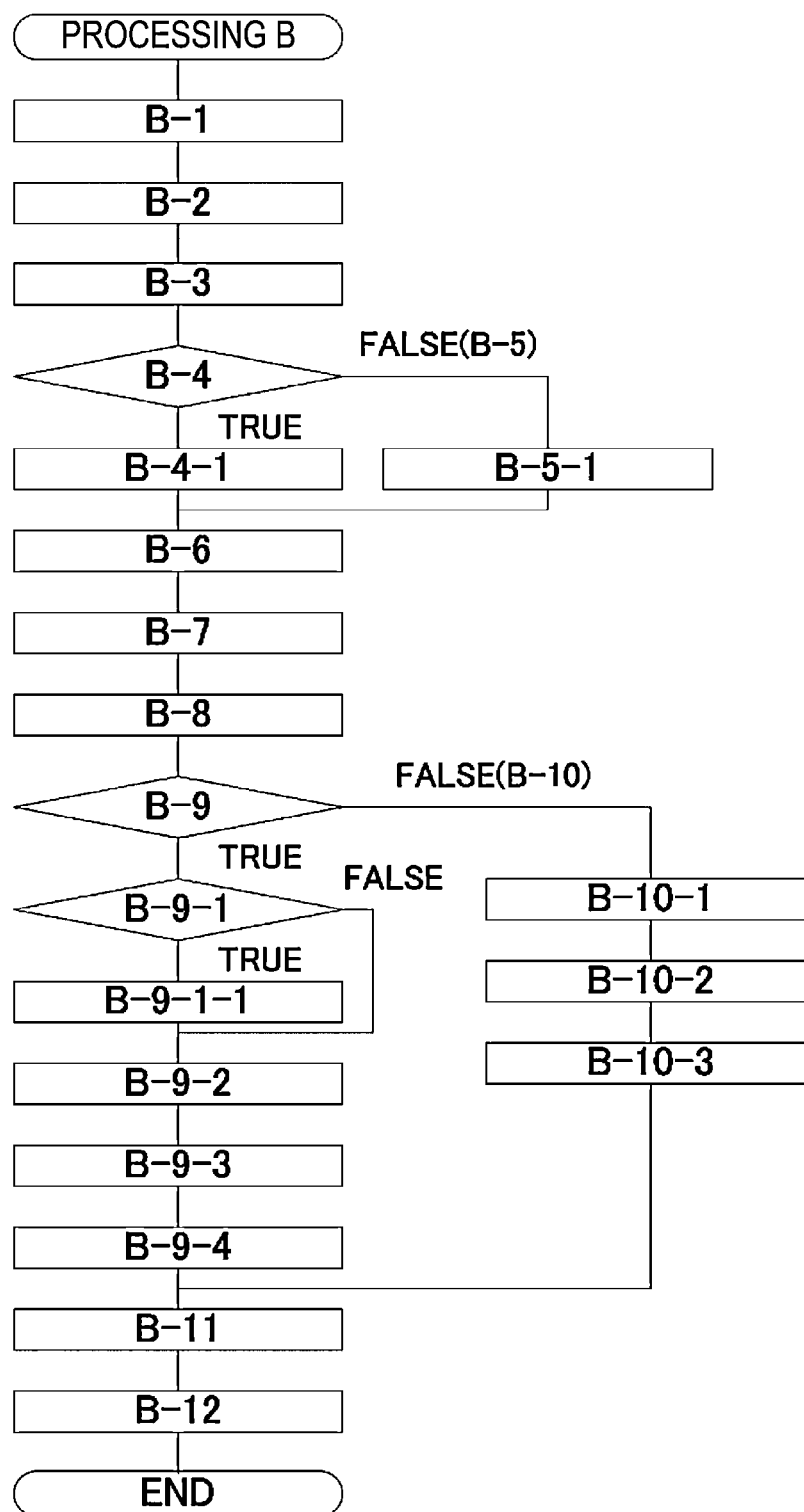 PROCESSING B
B-1
B-2
B-3
FALSE(B-5)
B-4
TRUE
B-4-1
B-5-1
B-6
B-7
B-8
FALSE(B-10)
B-9
TRUE
FALSE
B-9-1
B-10-1
TRUE
B-9-1-1
B-10-2
B-10-3
B-9-2
B-9-3
B-9-4
B-11
B-12
END